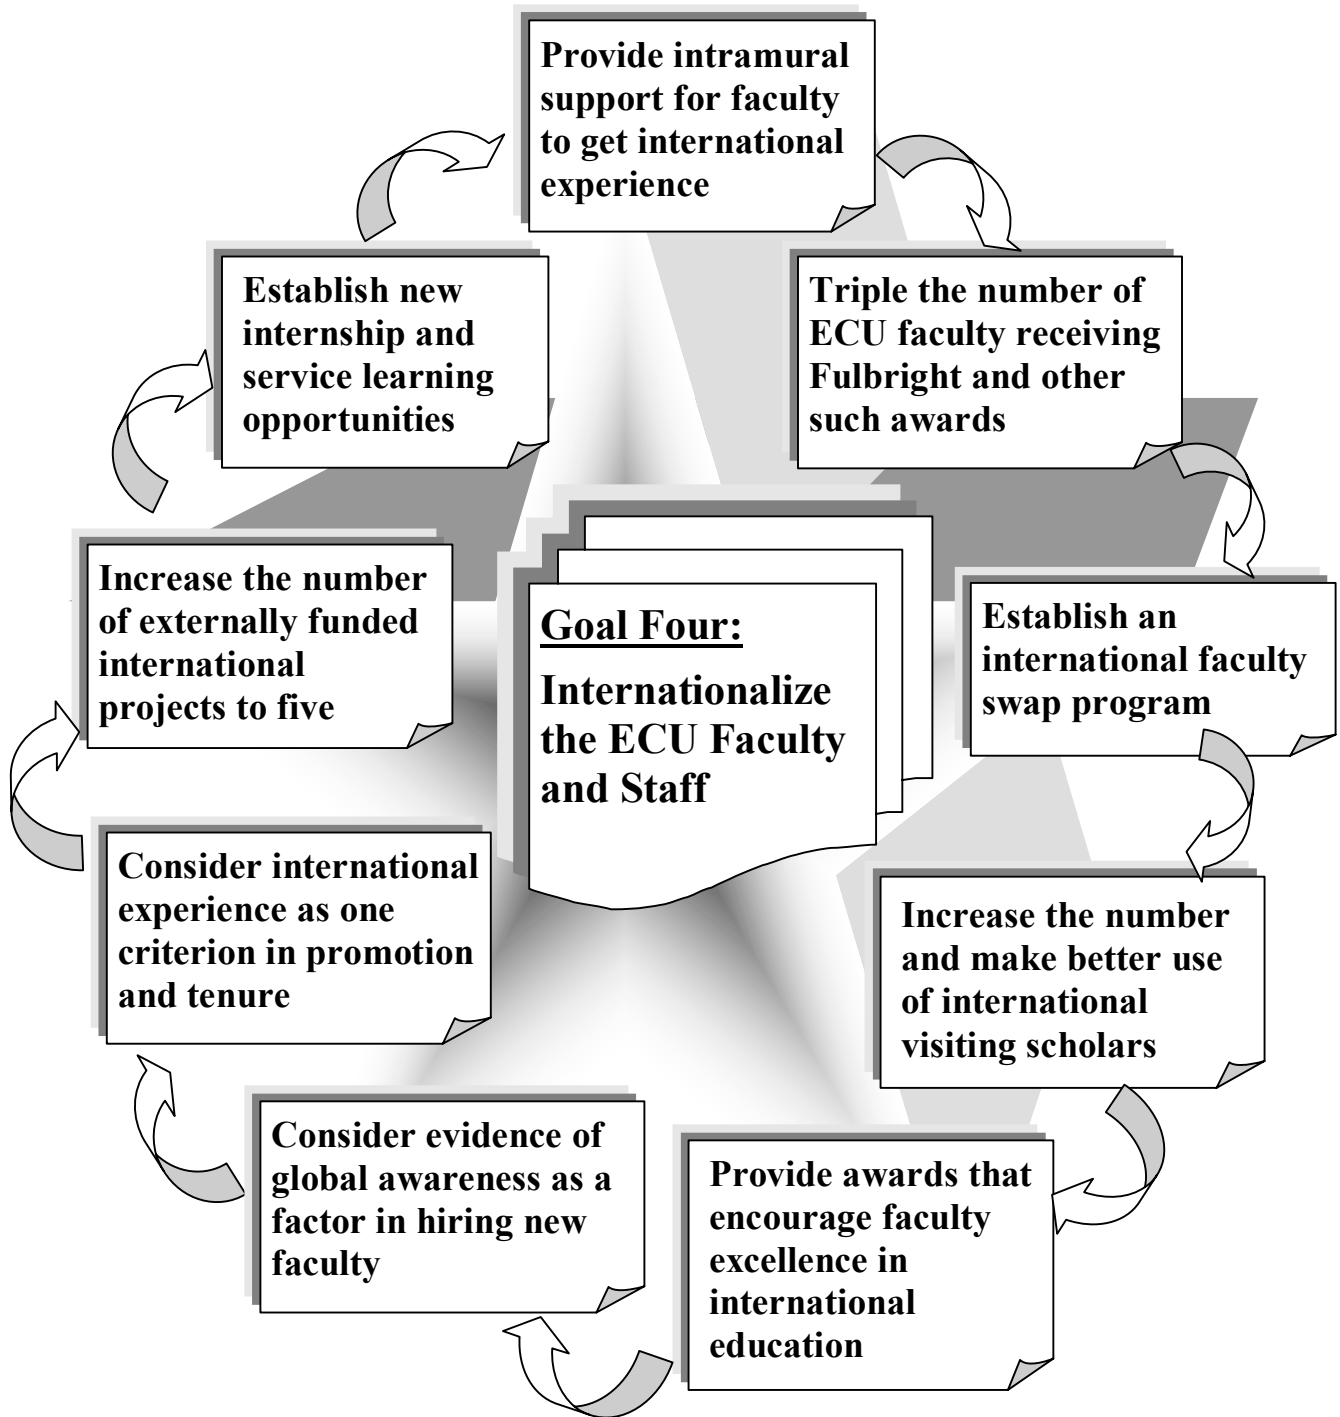 Provide intramural
support for faculty
to get international
experience
Triple the number of
ECU faculty receiving
Fulbright and other
such awards
Establish an
international faculty
swap program
Increase the number
and make better use
of international
visiting scholars
Provide awards that
encourage faculty
excellence in
international
education
Consider evidence of
global awareness as a
factor in hiring new
faculty
Consider international
experience as one
criterion in promotion
and tenure
Increase the number
of externally funded
international
projects to five
Establish new
internship and
service learning
opportunities
Goal Four:
Internationalize
the ECU Faculty
and Staff